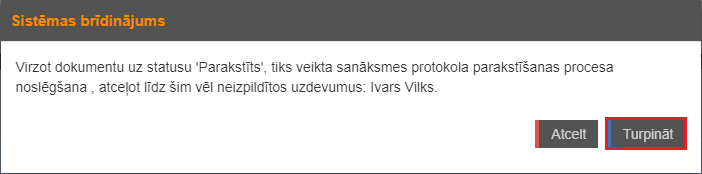 Sistēmas brīdinājums
Virzot dokumentu uz statusu 'Parakstīts', tiks veikta sanāksmes protokola parakstīšanas procesa
noslēgšana , atceļot līdz šim vēl neizpildītos uzdevumus: Ivars Vilks.
Atcelt Turpināt